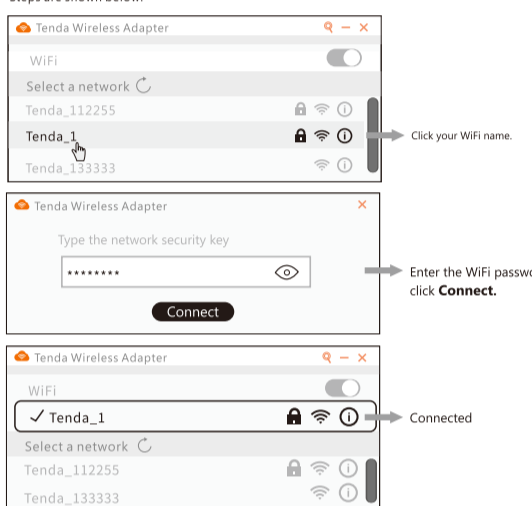 Steps are shown below:
Tenda Wireless Adapter
WiFi
Select a network
Tenda_112255
Tenda_1
Click your WiFi name.
Tenda_133333
Tenda Wireless Adapter
Type the network security key
********
Enter the WiFi
click Connect.
Connect
Tenda Wireless Adapter
WiFi
✓ Tenda_1
Connected
Select a network
Tenda_112255
Tenda_133333